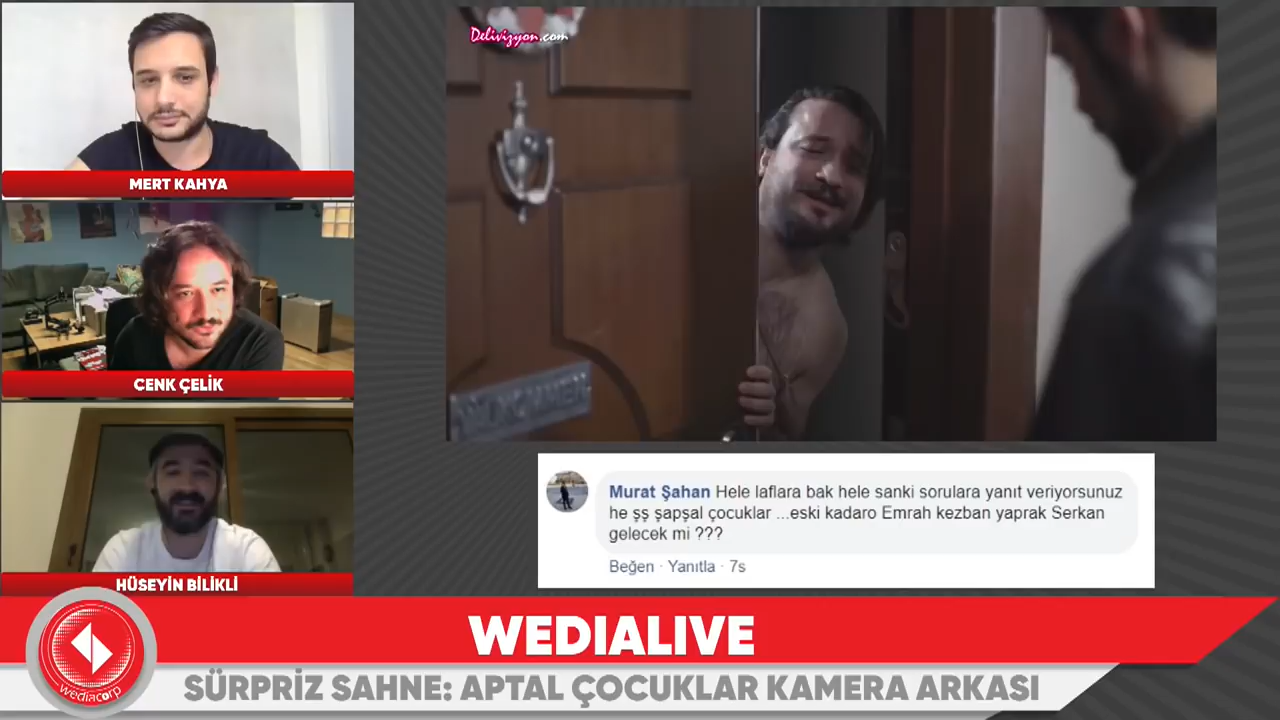 Delivizyon.com
MERT KAHYA
CENK ÇELİK
HÜSEYİN BİLİKLİ
Murat Şahan Hele laflara bak hele sanki sorulara yanıt veriyorsunuz
he şş şapşal çocuklar ...eski kadaro Emrah kezban yaprak Serkan
gelecek mi ???
Beğen · Yanıtla · 7s
WEDIALIVE
wediacorp
SÜRPRİZ SAHNE: APTAL ÇOCUKLAR KAMERA ARKASI